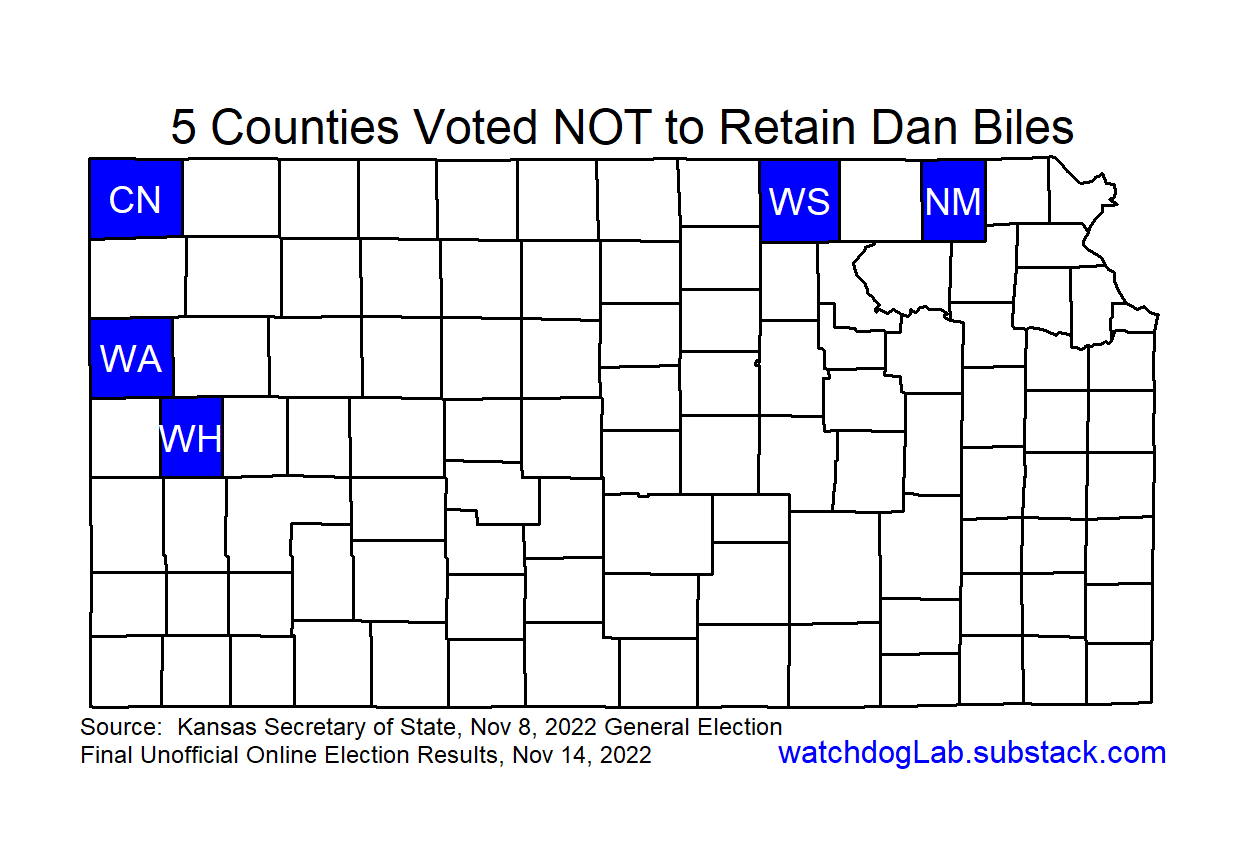 5 Counties Voted NOT to Retain Dan Biles
CN
WS
NM
WA
WH
Source:  Kansas Secretary of State, Nov 8, 2022 General Election
Final Unofficial Online Election Results, Nov 14, 2022
watchdogLab.substack.com